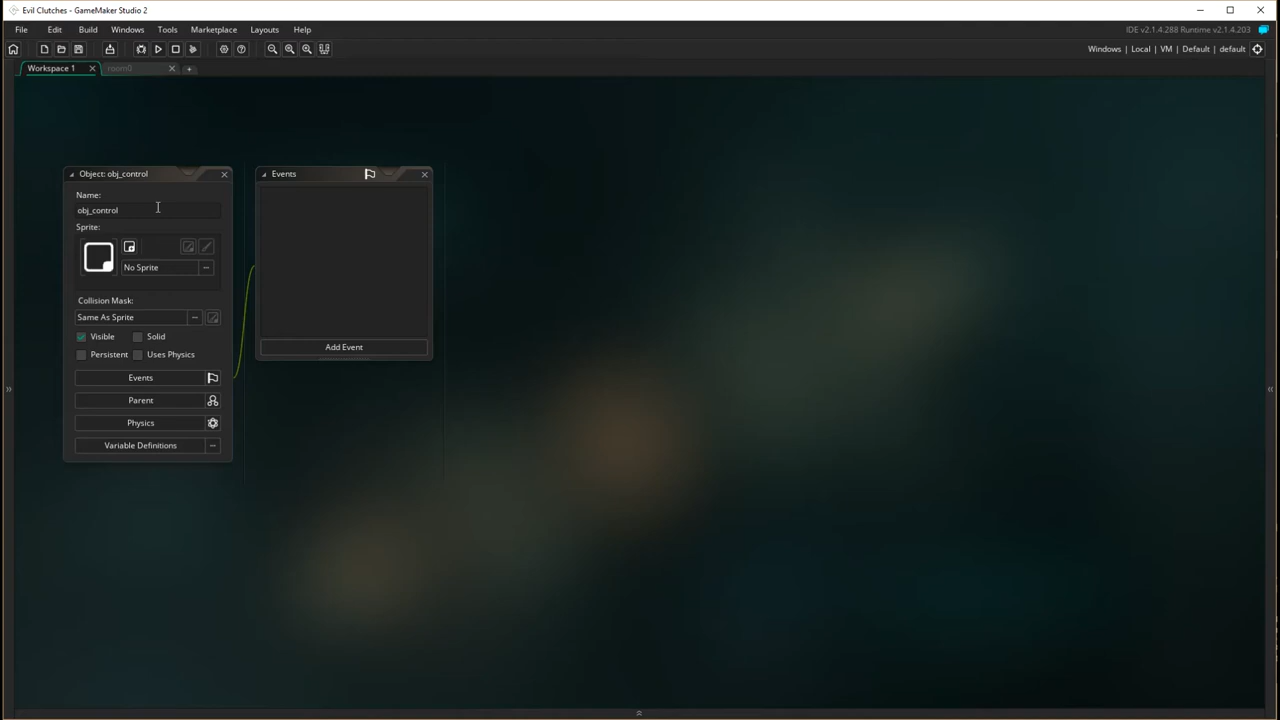 Evil Clutches - GameMaker Studio 2
File Edit Build Windows Tools Marketplace Layouts Help
IDE v2.1.4.288 Runtime v2.1.4.203
Windows | Local | VM | Default | default
Workspace 1
room0
Object: obj_control
Name:
obj_control
Sprite:
No Sprite
Collision Mask:
Same As Sprite
Visible Solid
Persistent Uses Physics
Events
Parent
Physics
Variable Definitions
Events
Add Event